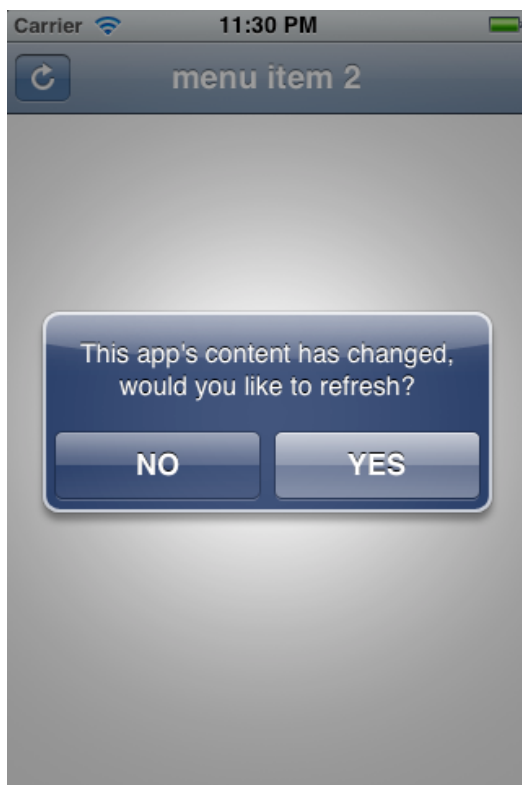 Carrier 11:30 PM
menu item 2
This app's content has changed,
would you like to refresh?
NO YES